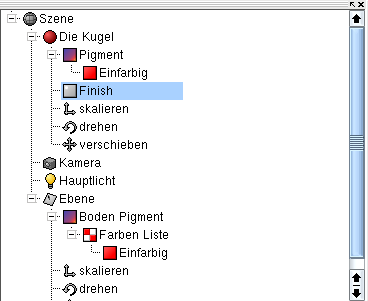 Szene
Die Kugel
Pigment
Einfarbig
Finish
skalieren
drehen
verschieben
Kamera
Hauptlicht
Ebene
Boden Pigment
Farben Liste
Einfarbig
skalieren
drehen